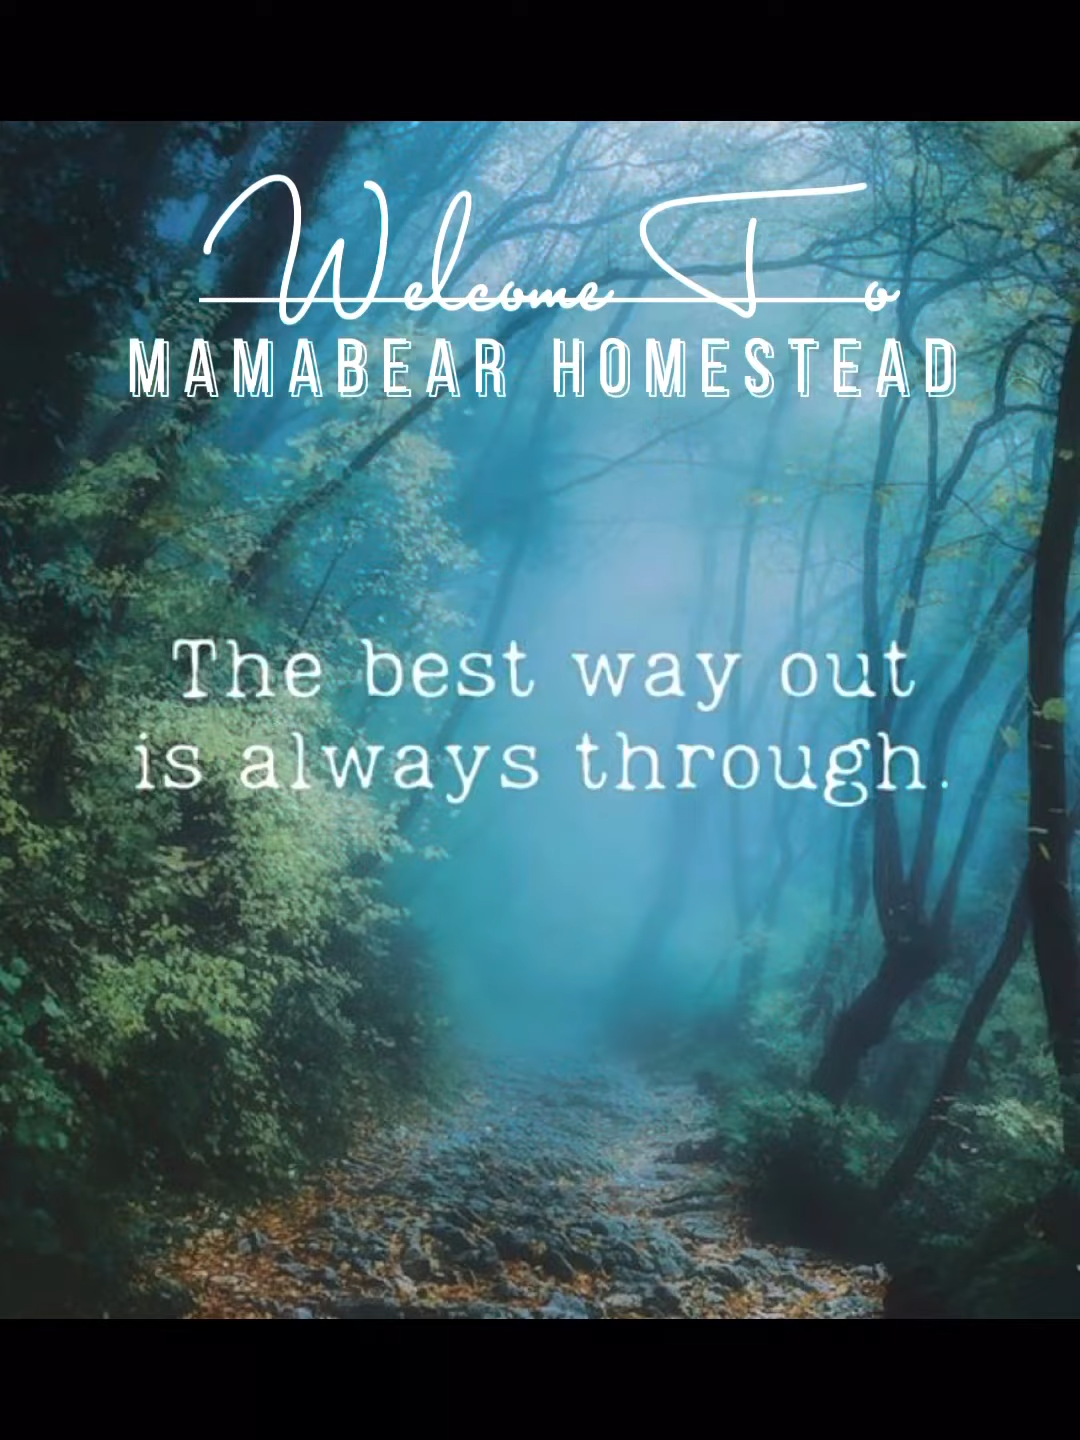 Welcome To
MAMABEAR HOMESTEAD
The best way out
is always through.